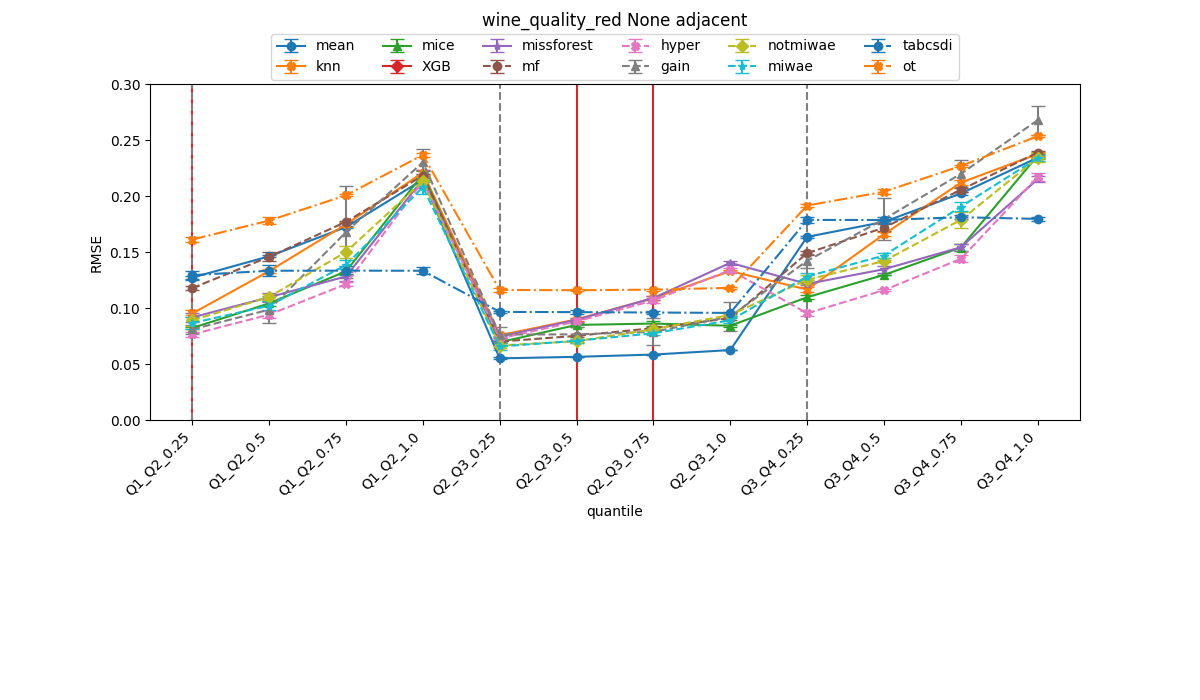 wine_quality_red None adjacent
mean mice missforest hyper notmiwae tabcsdi
knn XGB mf gain miwae ot
0.30
0.25
0.20
0.15
0.10
0.05
0.00
RMSE
Q1_Q2_0.25 Q1_Q2_0.5 Q1_Q2_0.75 Q1_Q2_1.0 Q2_Q3_0.25 Q2_Q3_0.5 Q2_Q3_0.75 Q2_Q3_1.0 Q3_Q4_0.25 Q3_Q4_0.5 Q3_Q4_0.75 Q3_Q4_1.0
quantile